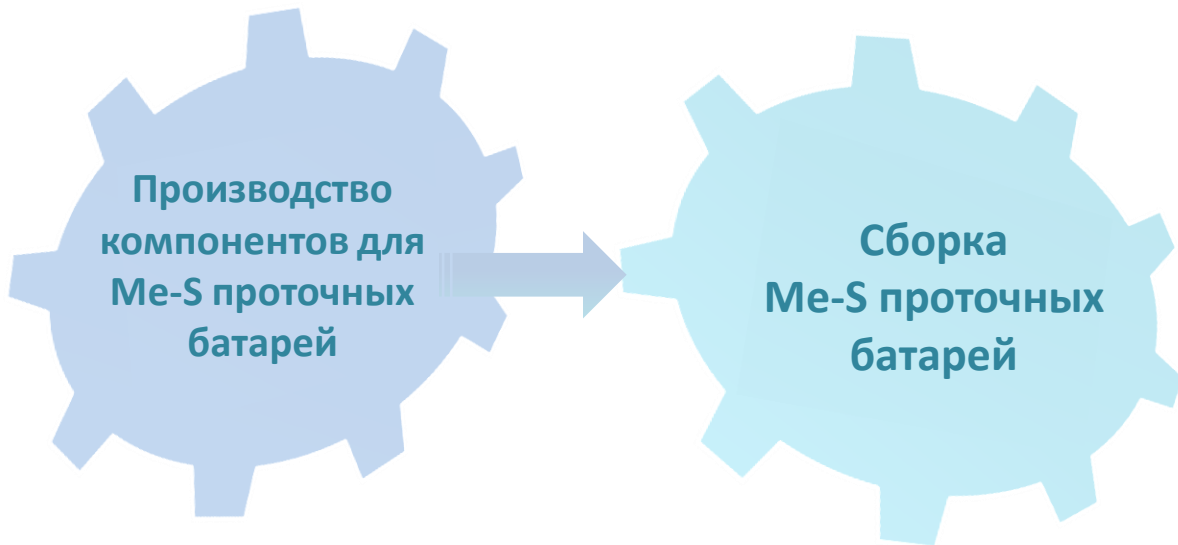 Производство
компонентов для
Me-S проточных
батарей
Сборка
Me-S проточных
батарей